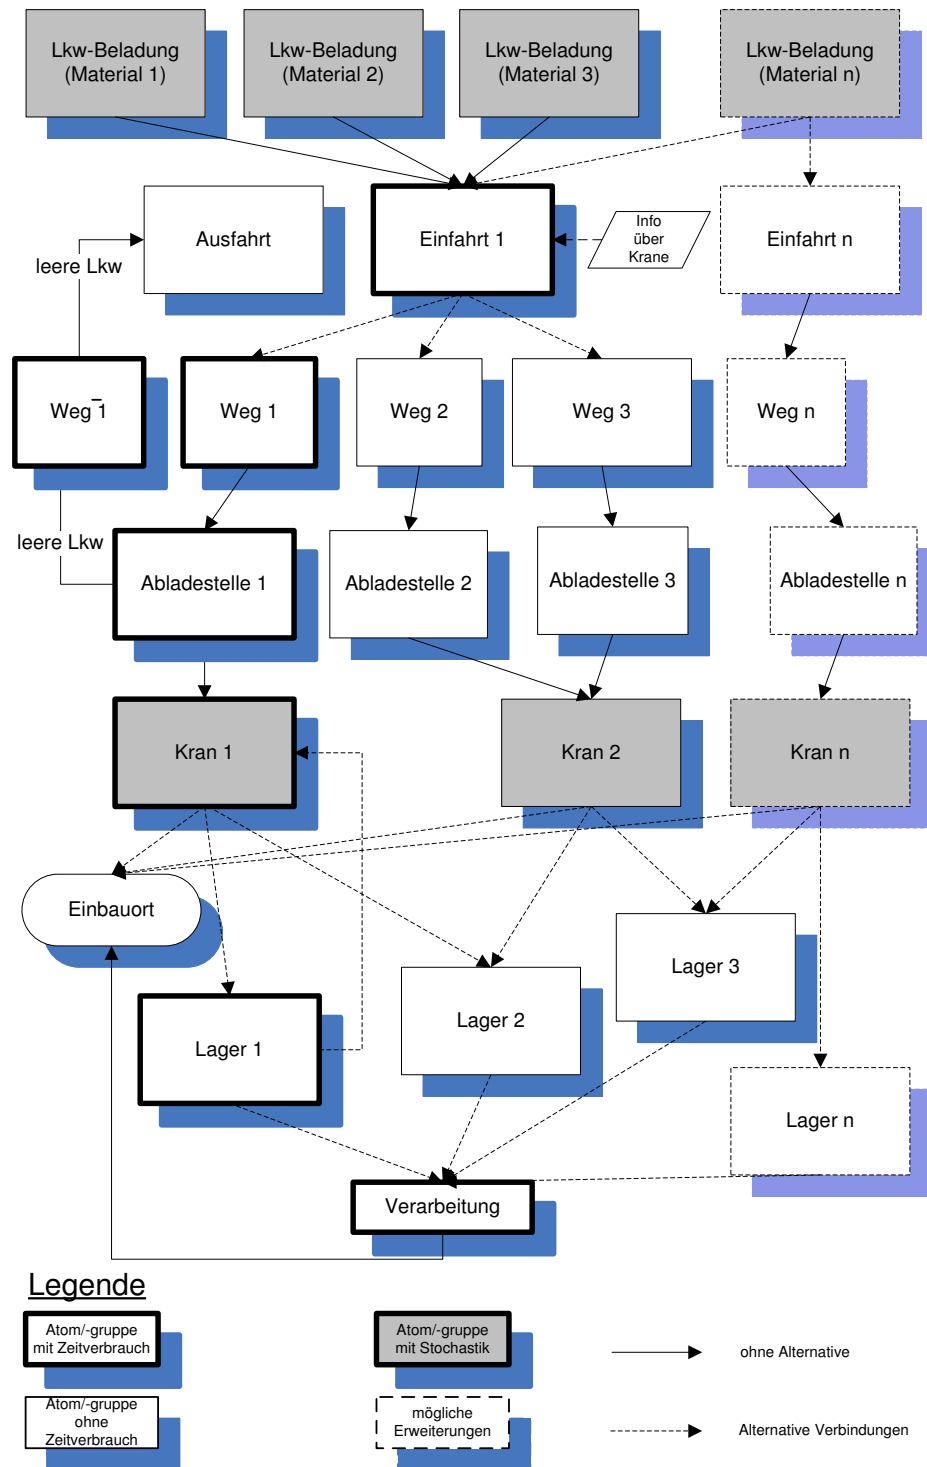 Lkw-Beladung
(Material 1)
Lkw-Beladung
(Material 2)
Lkw-Beladung
(Material 3)
Lkw-Beladung
(Material n)
Ausfahrt
Einfahrt 1
Info
über
Krane
Einfahrt n
leere Lkw
Weg 1̅
Weg 1
Weg 2
Weg 3
Weg n
leere Lkw
Abladestelle 1
Abladestelle 2
Abladestelle 3
Abladestelle n
Kran 1
Kran 2
Kran n
Einbauort
Lager 1
Lager 2
Lager 3
Lager n
Verarbeitung
Legende
Atom/-gruppe
mit Zeitverbrauch
Atom/-gruppe
mit Stochastik
ohne Alternative
Atom/-gruppe
ohne
Zeitverbrauch
mögliche
Erweiterungen
Alternative Verbindungen